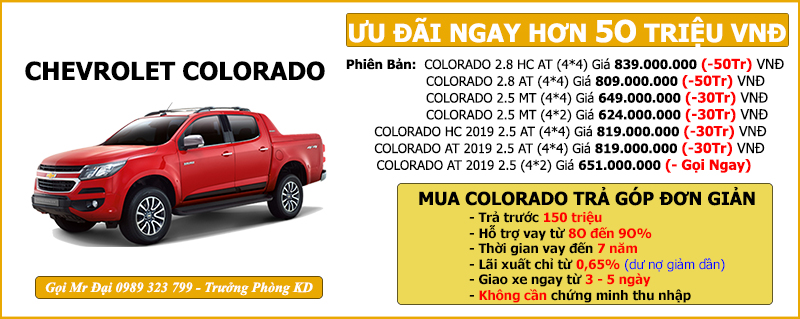 ƯU ĐÃI NGAY HƠN 50 TRIỆU VNĐ
CHEVROLET COLORADO
Phiên Bản: COLORADO 2.8 HC AT (4*4) Giá 839.000.000 (-50Tr) VNĐ
COLORADO 2.8 AT (4*4) Giá 809.000.000 (-50Tr) VNĐ
COLORADO 2.5 MT (4*4) Giá 649.000.000 (-30Tr) VNĐ
COLORADO 2.5 MT (4*2) Giá 624.000.000 (-30Tr) VNĐ
COLORADO HC 2019 2.5 AT (4*4) Giá 819.000.000 (-30Tr) VNĐ
COLORADO AT 2019 2.5 AT (4*4) Giá 819.000.000 (-30Tr) VNĐ
COLORADO AT 2019 2.5 (4*2) Giá 651.000.000 (- Gọi Ngay)
MUA COLORADO TRẢ GÓP ĐƠN GIẢN
- Trả trước 150 triệu
- Hỗ trợ vay từ 80 đến 90%
- Thời gian vay đến 7 năm
- Lãi xuất chỉ từ 0,65% (dư nợ giảm dần)
- Giao xe ngay từ 3 - 5 ngày
- Không cần chứng minh thu nhập
Gọi Mr Đại 0989 323 799 - Trưởng Phòng KD